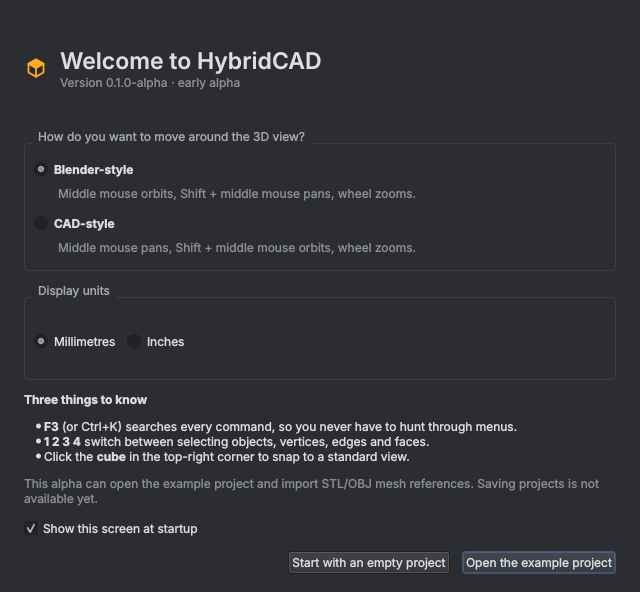 Welcome to HybridCAD
Version 0.1.0-alpha · early alpha
How do you want to move around the 3D view?
Blender-style
Middle mouse orbits, Shift + middle mouse pans, wheel zooms.
CAD-style
Middle mouse pans, Shift + middle mouse orbits, wheel zooms.
Display units
Millimetres Inches
Three things to know
• F3 (or Ctrl+K) searches every command, so you never have to hunt through menus.
• 1 2 3 4 switch between selecting objects, vertices, edges and faces.
• Click the cube in the top-right corner to snap to a standard view.
This alpha can open the example project and import STL/OBJ mesh references. Saving projects is not
available yet.
Show this screen at startup
Start with an empty project Open the example project